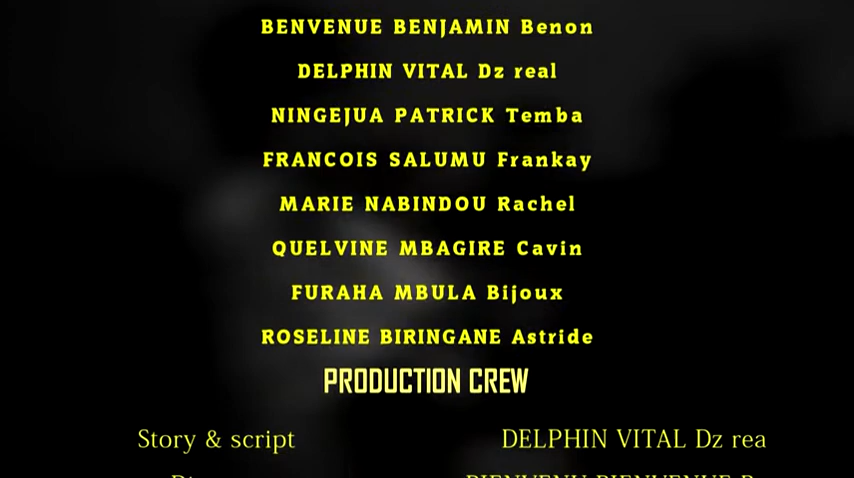 BENVENUE BENJAMIN Benon
DELPHIN VITAL Dz real
NINGEJUA PATRICK Temba
FRANCOIS SALUMU Frankay
MARIE NABINDOU Rachel
QUELVINE MBAGIRE Cavin
FURAHA MBULA Bijoux
ROSELINE BIRINGANE Astride
PRODUCTION CREW
Story & script DELPHIN VITAL Dz rea